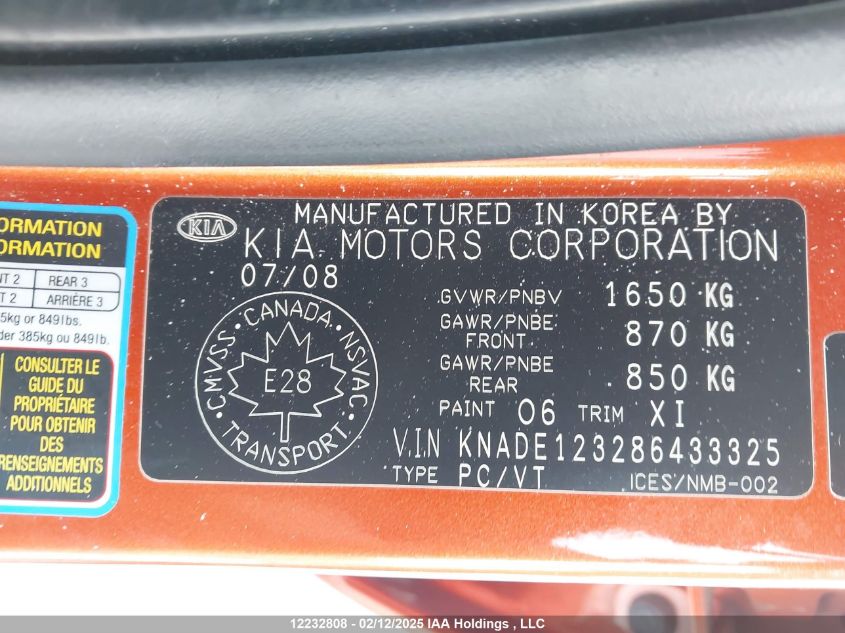 ORMATION
ORMATION
NT 2 REAR 3
T 2 ARRIÈRE 3
5kg or 849lbs.
der 385kg ou 849lb.
CONSULTER LE
GUIDE DU
PROPRIÉTAIRE
POUR OBTENIR
DES
RENSEIGNEMENTS
ADDITIONNELS
KIA
MANUFACTURED IN KOREA BY
KIA MOTORS CORPORATION
07/08
CANADA
CMVSS NSVAC
E28
TRANSPORT
GVWR/PNBV 1650 KG
GAWR/PNBE FRONT 870 KG
GAWR/PNBE REAR 850 KG
PAINT 06 TRIM XI
V.I.N KNADE123286433325
TYPE PC/VT ICES/NMB-002
12232808 - 02/12/2025 IAA Holdings , LLC